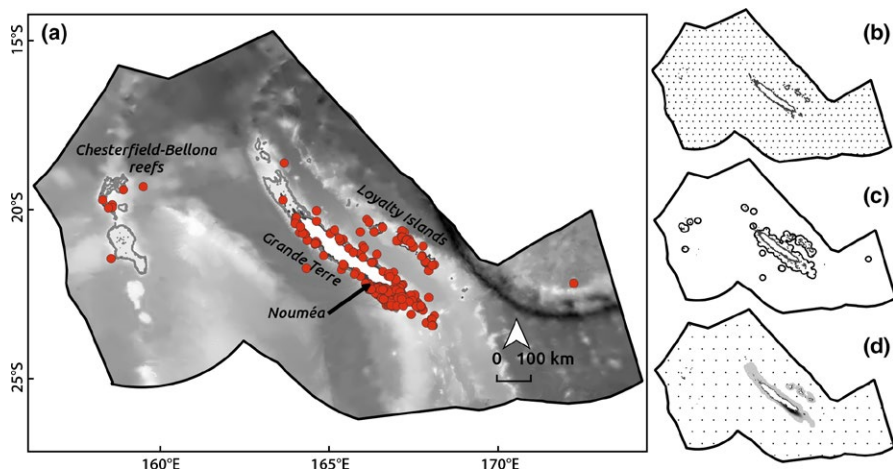 (a)
15°S
20°S
25°S
Chesterfield-Bellona
reefs
Loyalty Islands
Grande Terre
Nouméa
0 100 km
160°E
165°E
170°E
(b)
(c)
(d)